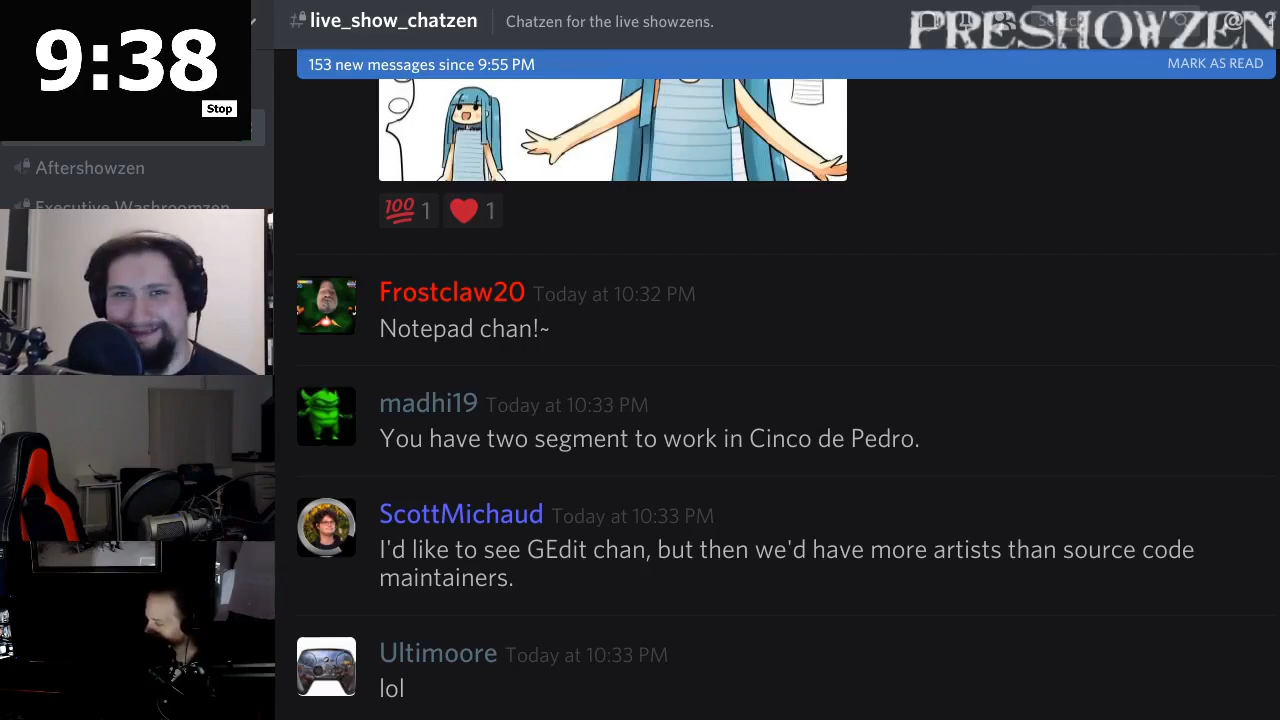 9:38
Stop
live_show_chatzen
Chatzen for the live showzens.
PRESHOWZEN
153 new messages since 9:55 PM
MARK AS READ
Aftershowzen
Executive Washroomzen
100 1
1
Frostclaw20 Today at 10:32 PM
Notepad chan!~
madhi19 Today at 10:33 PM
You have two segment to work in Cinco de Pedro.
ScottMichaud Today at 10:33 PM
I'd like to see GEdit chan, but then we'd have more artists than source code
maintainers.
Ultimoore Today at 10:33 PM
lol